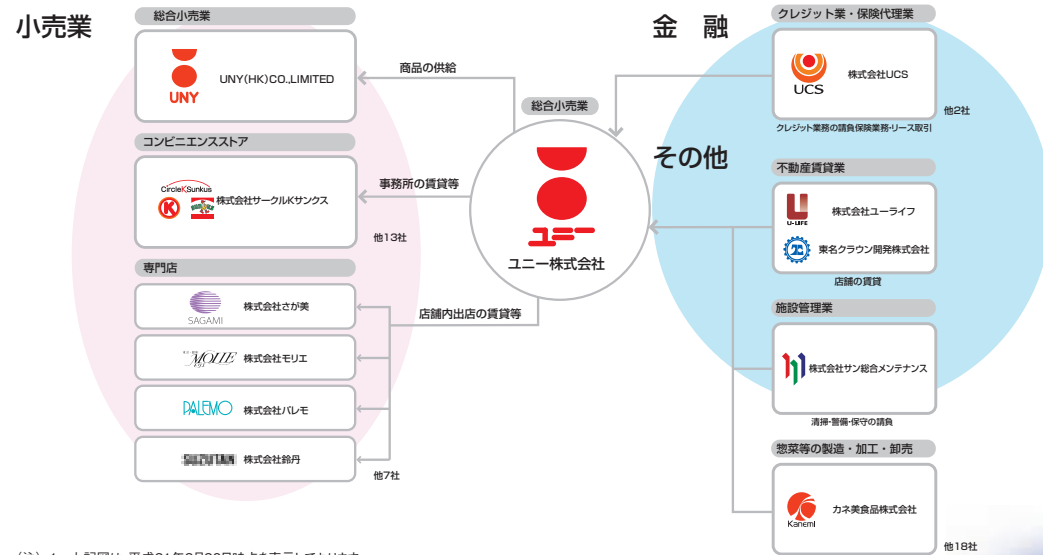 小売業
総合小売業
UNY
UNY(HK)CO.,LIMITED
コンビニエンスストア
CircleKSunkus
K
株式会社サークルKサンクス
他13社
専門店
SAGAMI
株式会社さが美
MOLIE
モリエ
株式会社モリエ
PALEMO
株式会社パレモ
SUZUTAN
株式会社鈴丹
他7社
商品の供給
事務所の賃貸等
店舗内出店の賃貸等
総合小売業
ユニー
ユニー株式会社
金 融
クレジット業・保険代理業
UCS
株式会社UCS
他2社
クレジット業務の請負保険業務・リース取引
その他
不動産賃貸業
U-LIFE
株式会社ユーライフ
東名クラウン開発株式会社
店舗の賃貸
施設管理業
株式会社サン総合メンテナンス
清掃・警備・保守の請負
惣菜等の製造・加工・卸売
Kanemi
カネ美食品株式会社
他18社